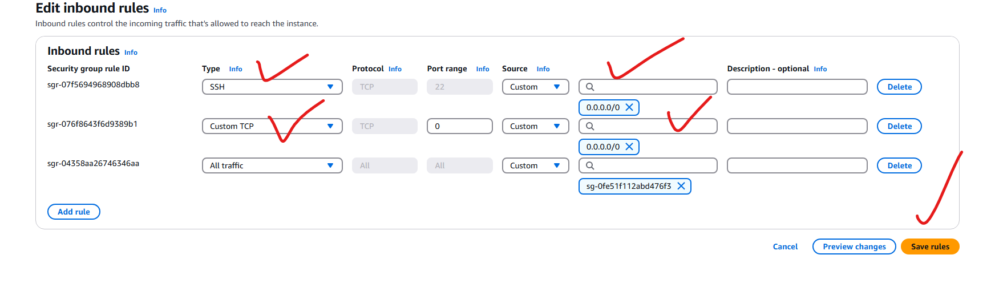 Edit inbound rules Info
Inbound rules control the incoming traffic that's allowed to reach the instance.
Inbound rules Info
Security group rule ID Type Info Protocol Info Port range Info Source Info Description - optional Info
sgr-07f5694968908dbb8 SSH TCP 22 Custom Delete
0.0.0.0/0
sgr-076f8643f6d9389b1 Custom TCP TCP 0 Custom Delete
0.0.0.0/0
sgr-04358aa26746346aa All traffic All All Custom Delete
sg-0fe51f112abd476f3
Add rule
Cancel Preview changes Save rules